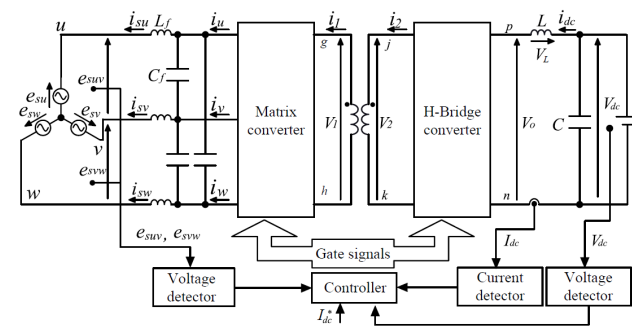 u i_su L_f i_u i_1 i_2 p L i_dc
g j V_L
e_suv C_f
e_su
e_sw e_sv i_sv i_v Matrix converter V_1 V_2 H-Bridge converter V_o C V_dc
v
e_svw
w i_sw i_w h k n
e_suv, e_svw Gate signals I_dc V_dc
Voltage detector Controller Current detector Voltage detector
I_dc*